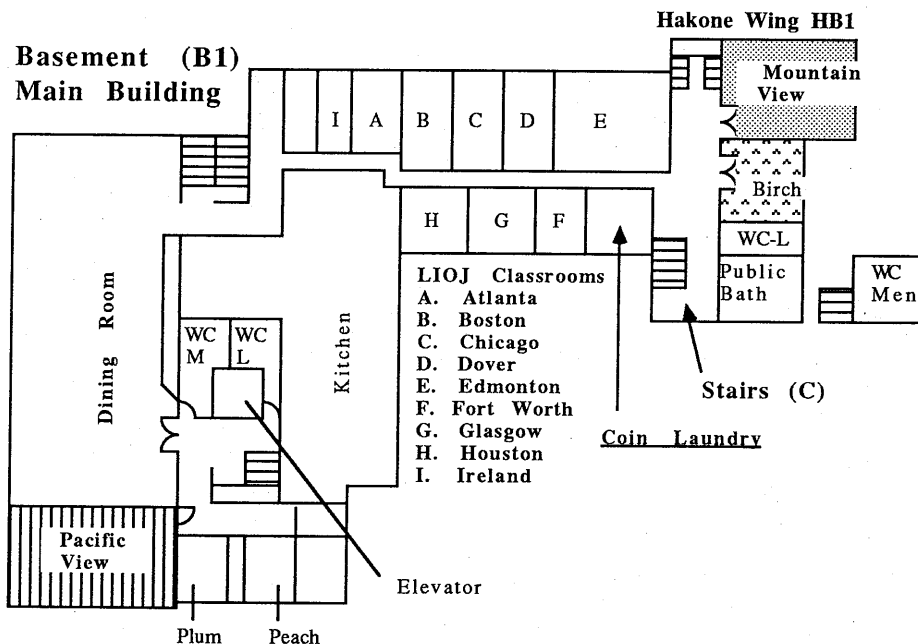 Hakone Wing HB1
Basement (B1)
Main Building
Mountain
View
I
A
B
C
D
E
Birch
H
G
F
WC-L
Public
Bath
WC
Men
Dining Room
Kitchen
WC
M
WC
L
LIOJ Classrooms
A. Atlanta
B. Boston
C. Chicago
D. Dover
E. Edmonton
F. Fort Worth
G. Glasgow
H. Houston
I. Ireland
Stairs (C)
Coin Laundry
Pacific
View
Elevator
Plum
Peach